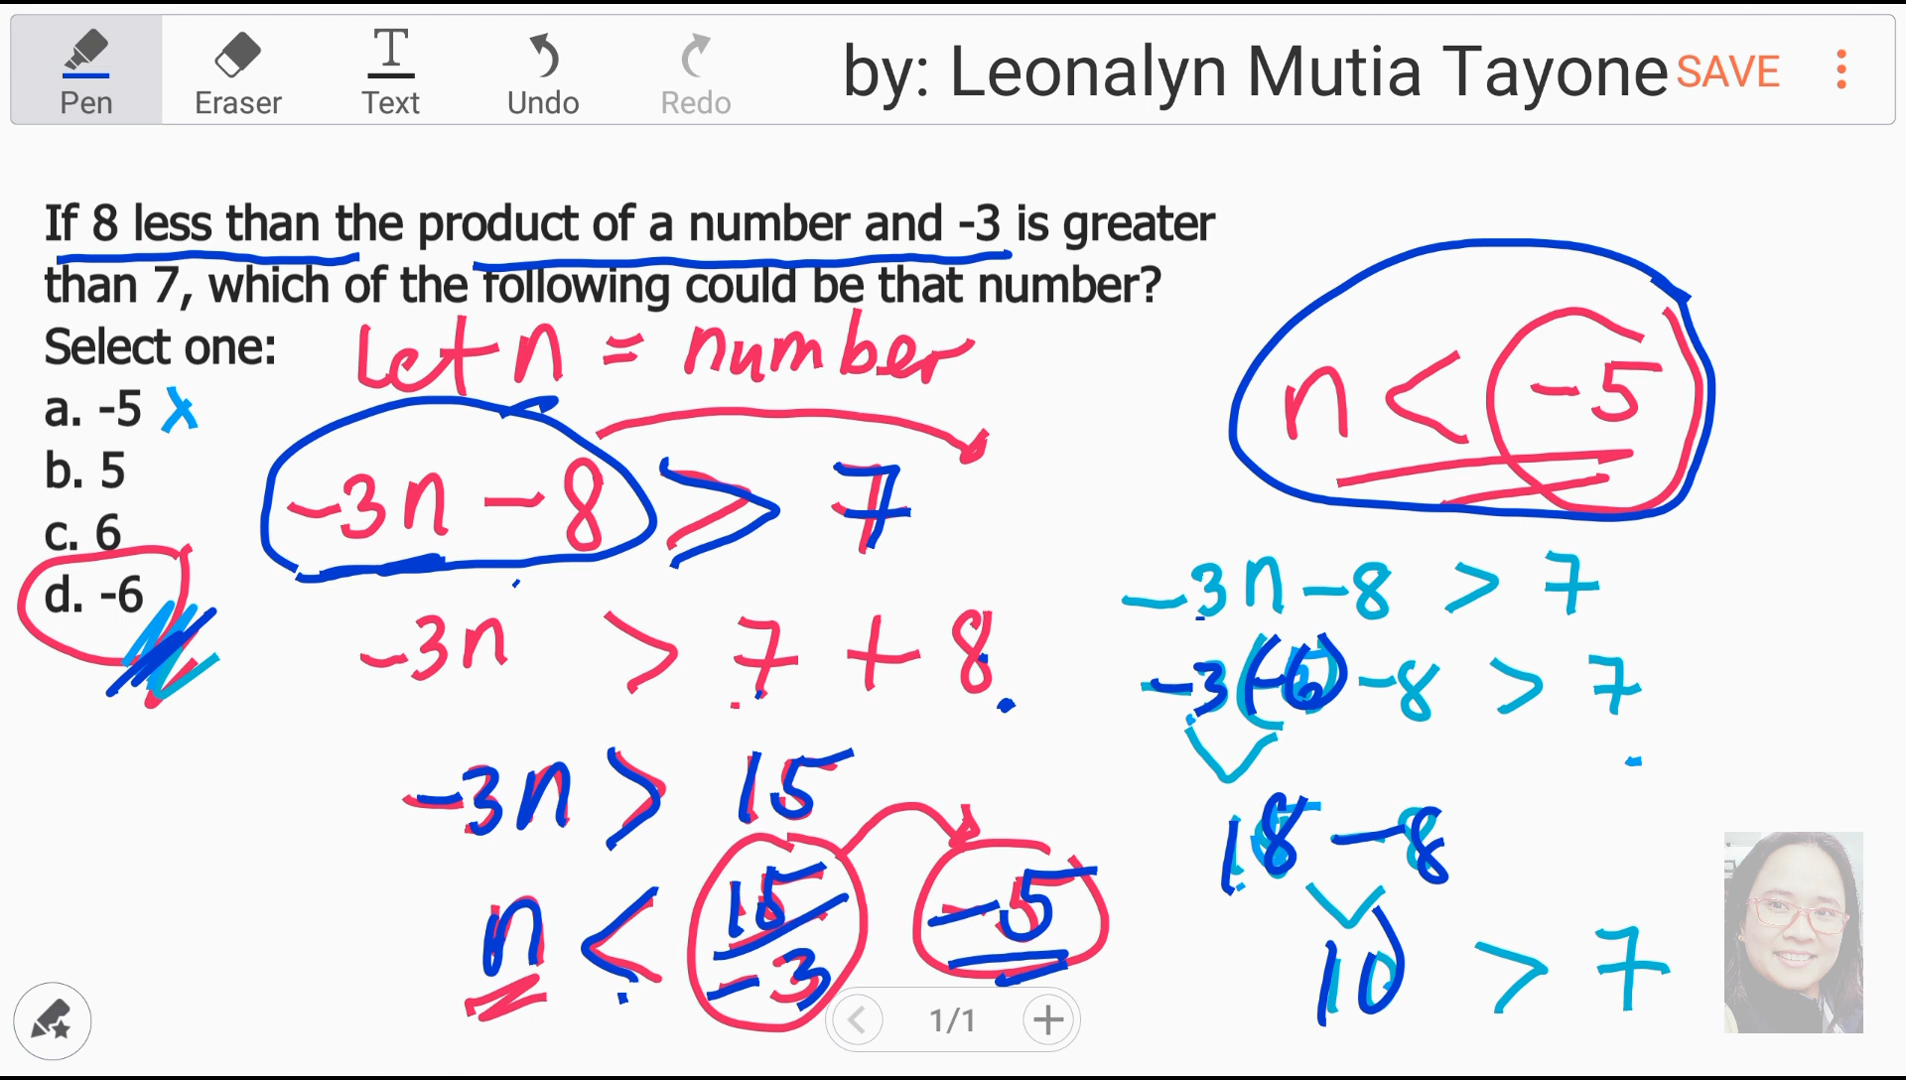 Pen
Eraser
Text
Undo
Redo
by: Leonalyn Mutia Tayone
SAVE
If 8 less than the product of a number and -3 is greater
than 7, which of the following could be that number?
Select one:
a. -5 x
b. 5
c. 6
d. -6
let n = number
-3n - 8 > 7
-3n > 7 + 8
-3n > 15
n < 15/-3
-5
n < -5
-3n - 8 > 7
-3(-6) - 8 > 7
18 - 8
10 > 7
1/1